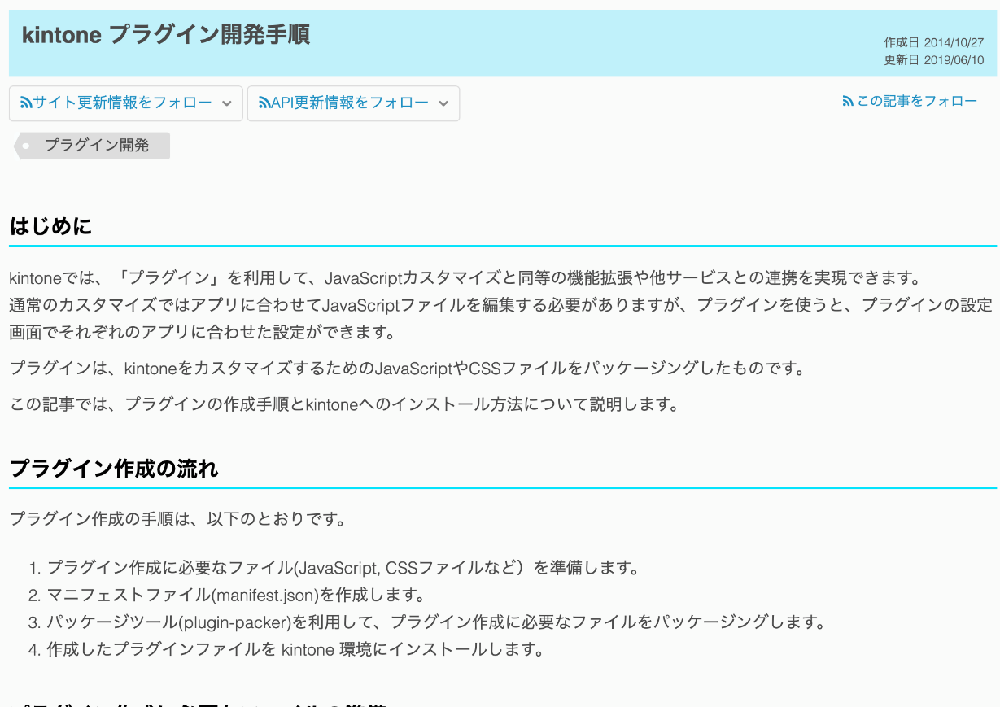 kintone プラグイン開発手順
作成日 2014/10/27
更新日 2019/06/10
サイト更新情報をフォロー
API更新情報をフォロー
この記事をフォロー
プラグイン開発
はじめに
kintoneでは、「プラグイン」を利用して、JavaScriptカスタマイズと同等の機能拡張や他サービスとの連携を実現できます。
通常のカスタマイズではアプリに合わせてJavaScriptファイルを編集する必要がありますが、プラグインを使うと、プラグインの設定
画面でそれぞれのアプリに合わせた設定ができます。
プラグインは、kintoneをカスタマイズするためのJavaScriptやCSSファイルをパッケージングしたものです。
この記事では、プラグインの作成手順とkintoneへのインストール方法について説明します。
プラグイン作成の流れ
プラグイン作成の手順は、以下のとおりです。
1. プラグイン作成に必要なファイル(JavaScript, CSSファイルなど）を準備します。
2. マニフェストファイル(manifest.json)を作成します。
3. パッケージツール(plugin-packer)を利用して、プラグイン作成に必要なファイルをパッケージングします。
4. 作成したプラグインファイルを kintone 環境にインストールします。